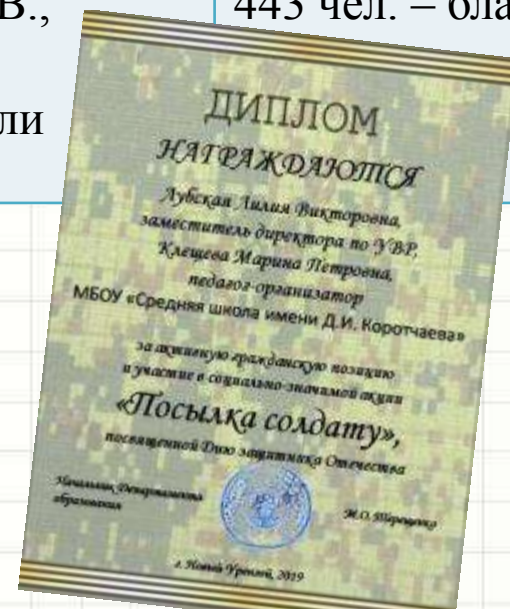 В.,
443 чел. – бла
ли
ДИПЛОМ
НАГРАЖДАЮТСЯ
Лубская Лилия Викторовна,
заместитель директора по УВР,
Клещева Марина Петровна,
педагог-организатор
МБОУ «Средняя школа имени Д.И. Коротчаева»
за активную гражданскую позицию
и участие в социально-значимой акции
«Посылка солдату»,
посвященной Дню защитника Отечества
Начальник Департамента
образования
М.О. Терещенко
г. Новый Уренгой, 2019